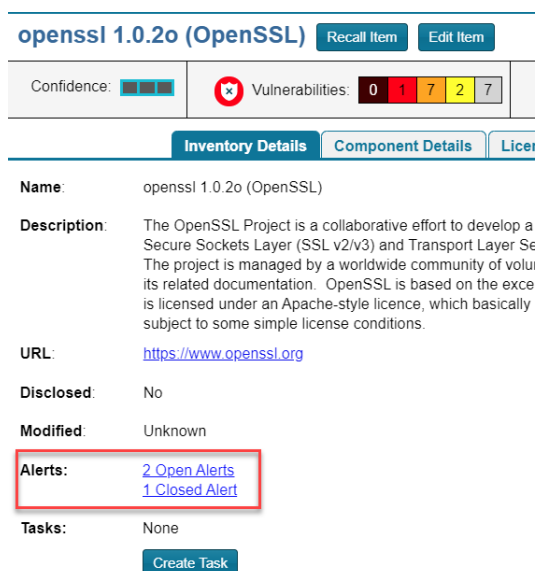 openssl 1.0.2o (OpenSSL) Recall Item Edit Item
Confidence: Vulnerabilities: 0 1 7 2 7
Inventory Details Component Details
Name: openssl 1.0.2o (OpenSSL)
Description: The OpenSSL Project is a collaborative effort to develop a
Secure Sockets Layer (SSL v2/v3) and Transport Layer
The project is managed by a worldwide community of
its related documentation. OpenSSL is based on the
is licensed under an Apache-style licence, which basically
subject to some simple license conditions.
URL: https://www.openssl.org
Disclosed: No
Modified: Unknown
Alerts: 2 Open Alerts
1 Closed Alert
Tasks: None
Create Task